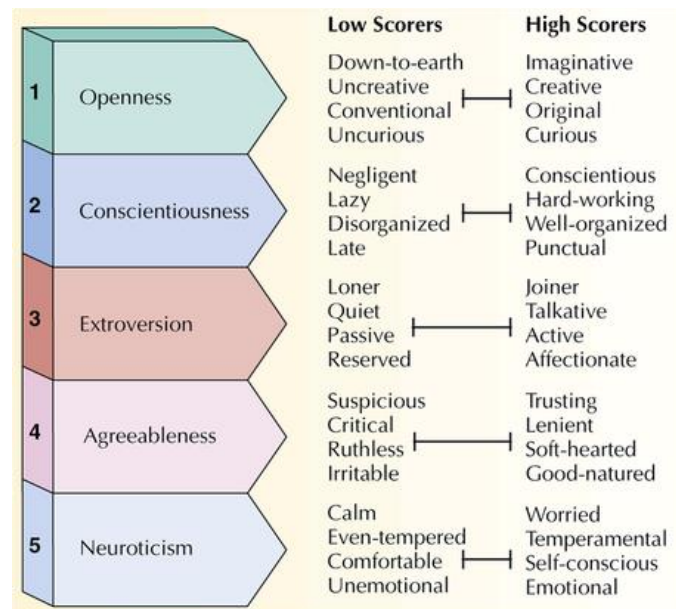 Low Scorers High Scorers
1 Openness
Down-to-earth Imaginative
Uncreative Creative
Conventional Original
Uncurious Curious
2 Conscientiousness
Negligent Conscientious
Lazy Hard-working
Disorganized Well-organized
Late Punctual
3 Extroversion
Loner Joiner
Quiet Talkative
Passive Active
Reserved Affectionate
4 Agreeableness
Suspicious Trusting
Critical Lenient
Ruthless Soft-hearted
Irritable Good-natured
5 Neuroticism
Calm Worried
Even-tempered Temperamental
Comfortable Self-conscious
Unemotional Emotional